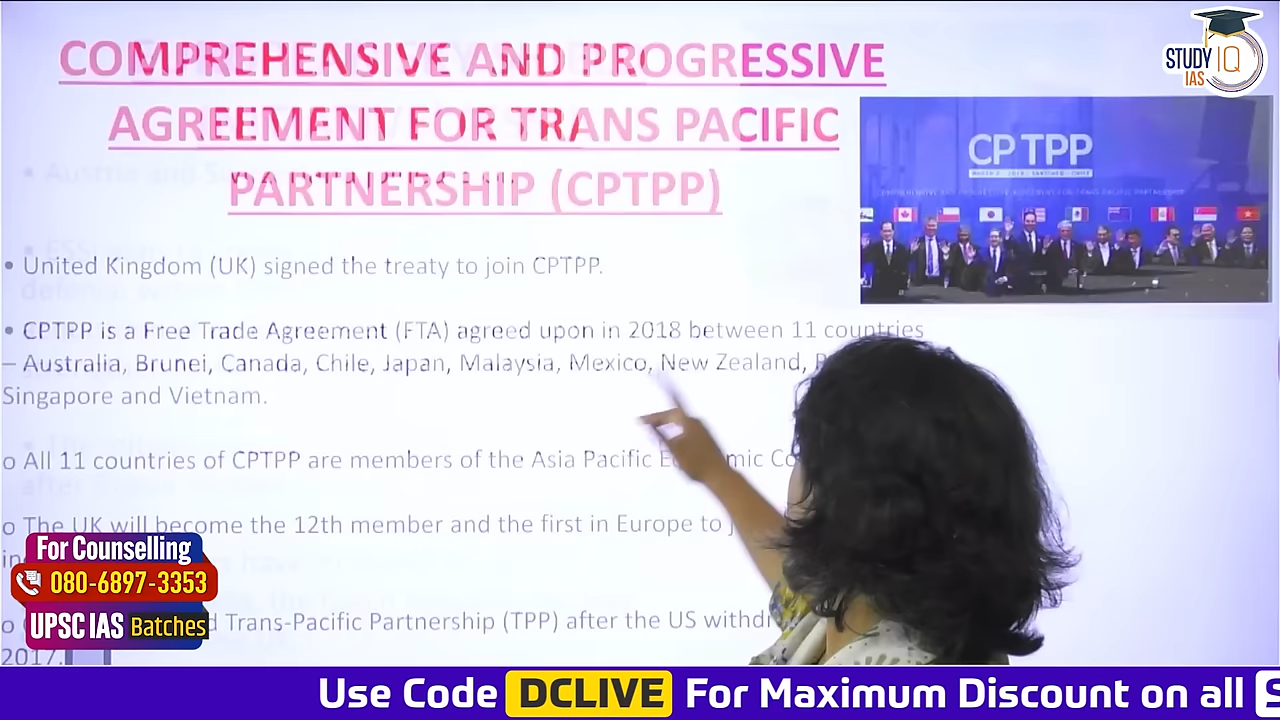 COMPREHENSIVE AND PROGRESSIVE
AGREEMENT FOR TRANS PACIFIC
PARTNERSHIP (CPTPP)
STUDY IQ
IAS
CPTPP
• United Kingdom (UK) signed the treaty to join CPTPP.
• CPTPP is a Free Trade Agreement (FTA) agreed upon in 2018 between 11 countries
– Australia, Brunei, Canada, Chile, Japan, Malaysia, Mexico, New Zealand,
Singapore and Vietnam.
o All 11 countries of CPTPP are members of the Asia Pacific
o The UK will become the 12th member and the first in Europe to
o Trans-Pacific Partnership (TPP) after the US
2017.
For Counselling
080-6897-3353
UPSC IAS Batches
Use Code DCLIVE For Maximum Discount on all